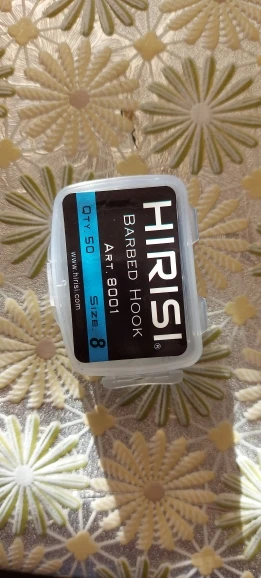 HIRISI®
BARBED HOOK
ART. 8001
QTY. 50 SIZE. 8
www.hirisi.com